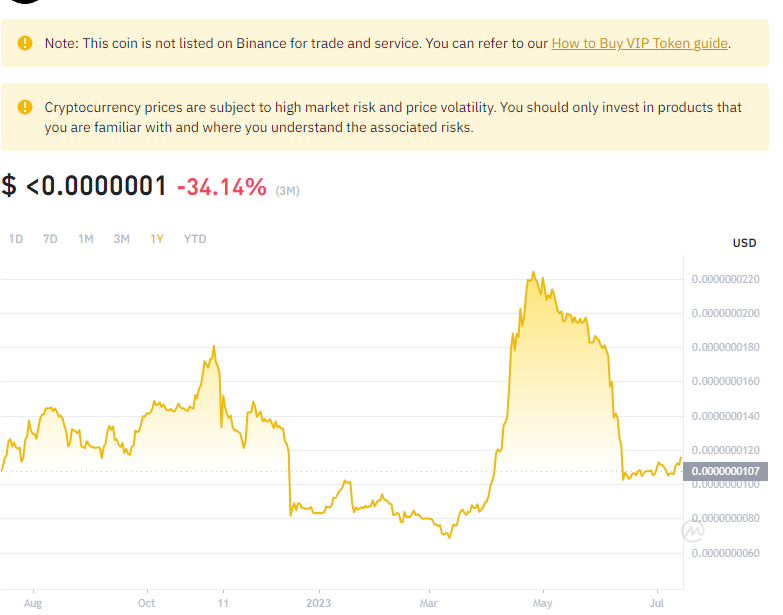 Note: This coin is not listed on Binance for trade and service. You can refer to our How to Buy VIP Token guide.
Cryptocurrency prices are subject to high market risk and price volatility. You should only invest in products that
you are familiar with and where you understand the associated risks.
$ <0.0000001 -34.14% (3M)
1D 7D 1M 3M 1Y YTD
USD
0.0000000220
0.0000000200
0.0000000180
0.0000000160
0.0000000140
0.0000000120
0.0000000107
0.0000000100
0.0000000080
0.0000000060
Aug Oct 11 2023 Mar May Jul